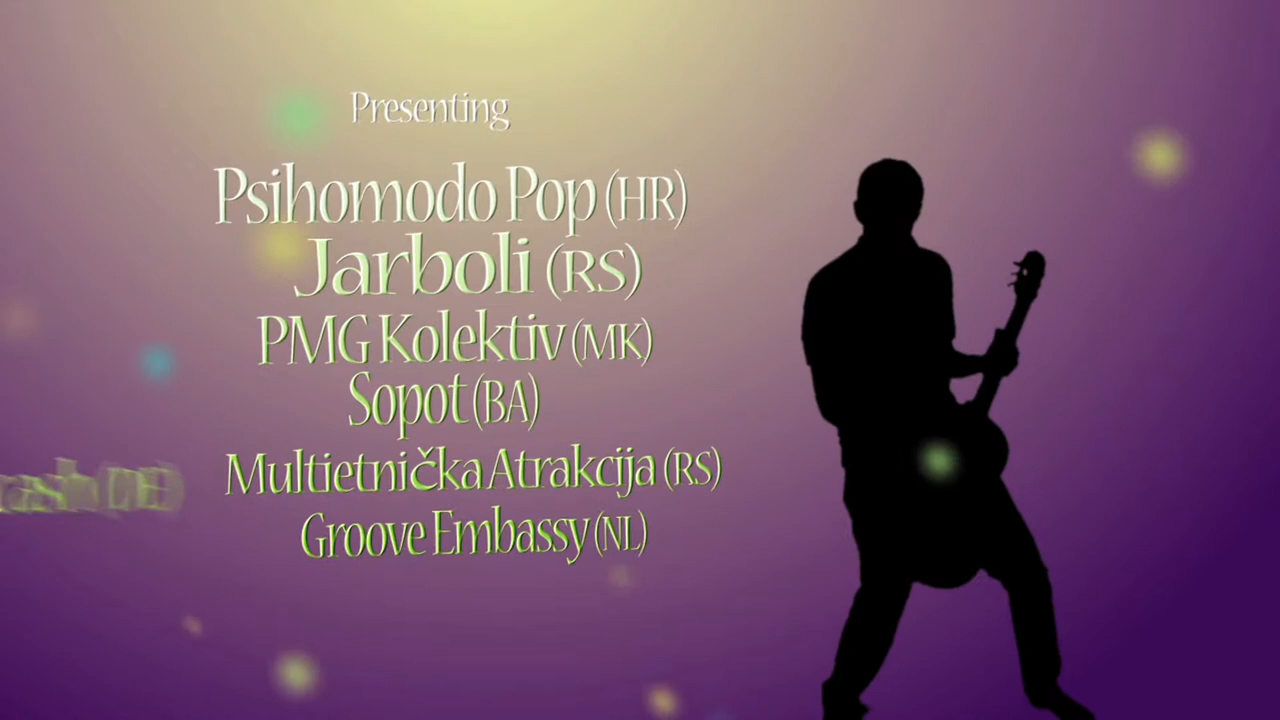 Presenting
Psihomodo Pop (HR)
Jarboli (RS)
PMG Kolektiv (MK)
Sopot (BA)
Multietnička Atrakcija (RS)
Groove Embassy (NL)